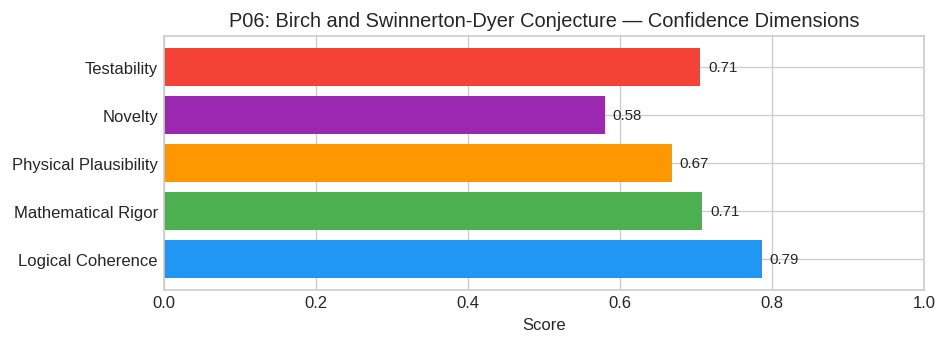 P06: Birch and Swinnerton-Dyer Conjecture — Confidence Dimensions
Testability 0.71
Novelty 0.58
Physical Plausibility 0.67
Mathematical Rigor 0.71
Logical Coherence 0.79
0.0 0.2 0.4 0.6 0.8 1.0
Score